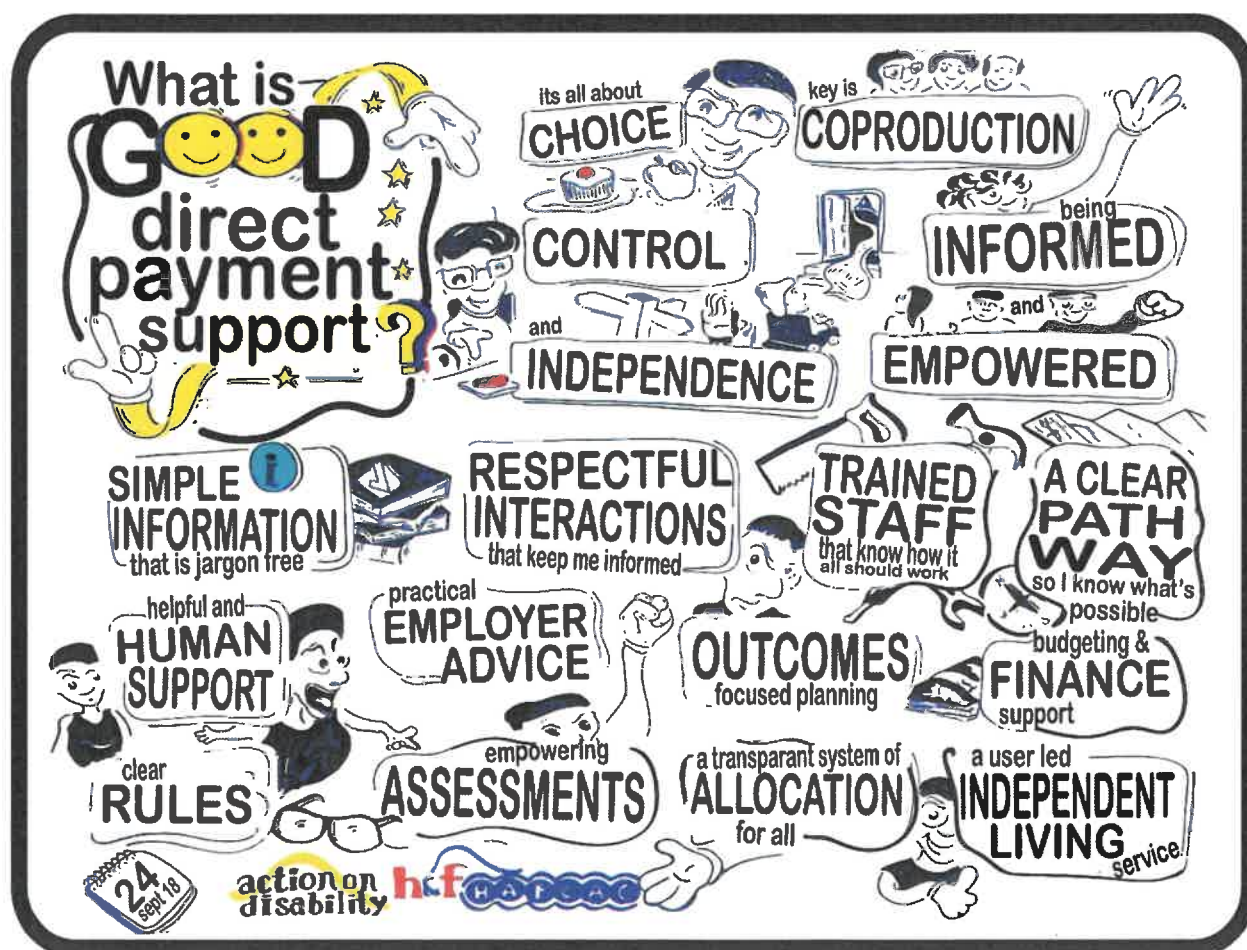 What is
GOOD
direct
payment
support?
its all about
CHOICE
CONTROL
and
INDEPENDENCE
key is
COPRODUCTION
being
INFORMED
and
EMPOWERED
SIMPLE
i
INFORMATION
that is jargon free
RESPECTFUL
INTERACTIONS
that keep me informed
TRAINED
STAFF
that know how it
all should work
A CLEAR
PATH
WAY
so I know what's
possible
helpful and
HUMAN
SUPPORT
practical
EMPLOYER
ADVICE
OUTCOMES
focused planning
budgeting &
FINANCE
support
clear
RULES
empowering
ASSESSMENTS
a transparant system of
ALLOCATION
for all
a user led
INDEPENDENT
LIVING
service
24
sept 18
action on
disability
h&f
HAFCAC